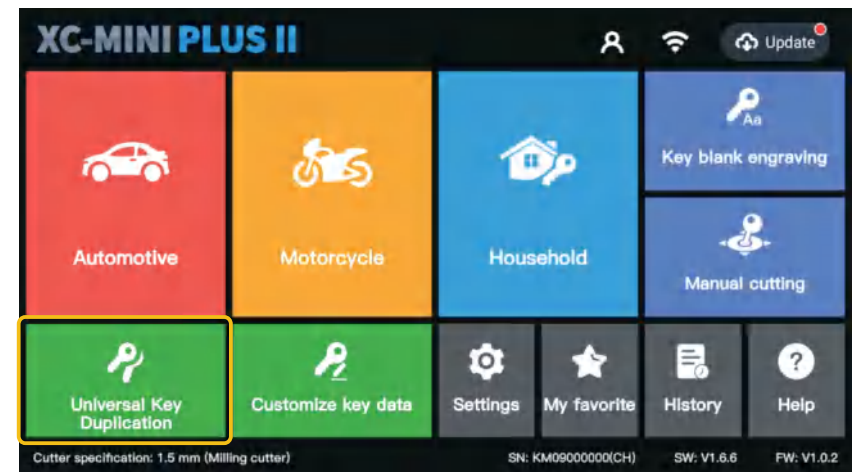 XC-MINI PLUS II
Update
Automotive
Motorcycle
Household
Aa
Key blank engraving
Manual cutting
Universal Key
Duplication
Customize key data
Settings
My favorite
History
?
Help
Cutter specification: 1.5 mm (Milling cutter)
SN: KM09000000(CH)
SW: V1.6.6
FW: V1.0.2